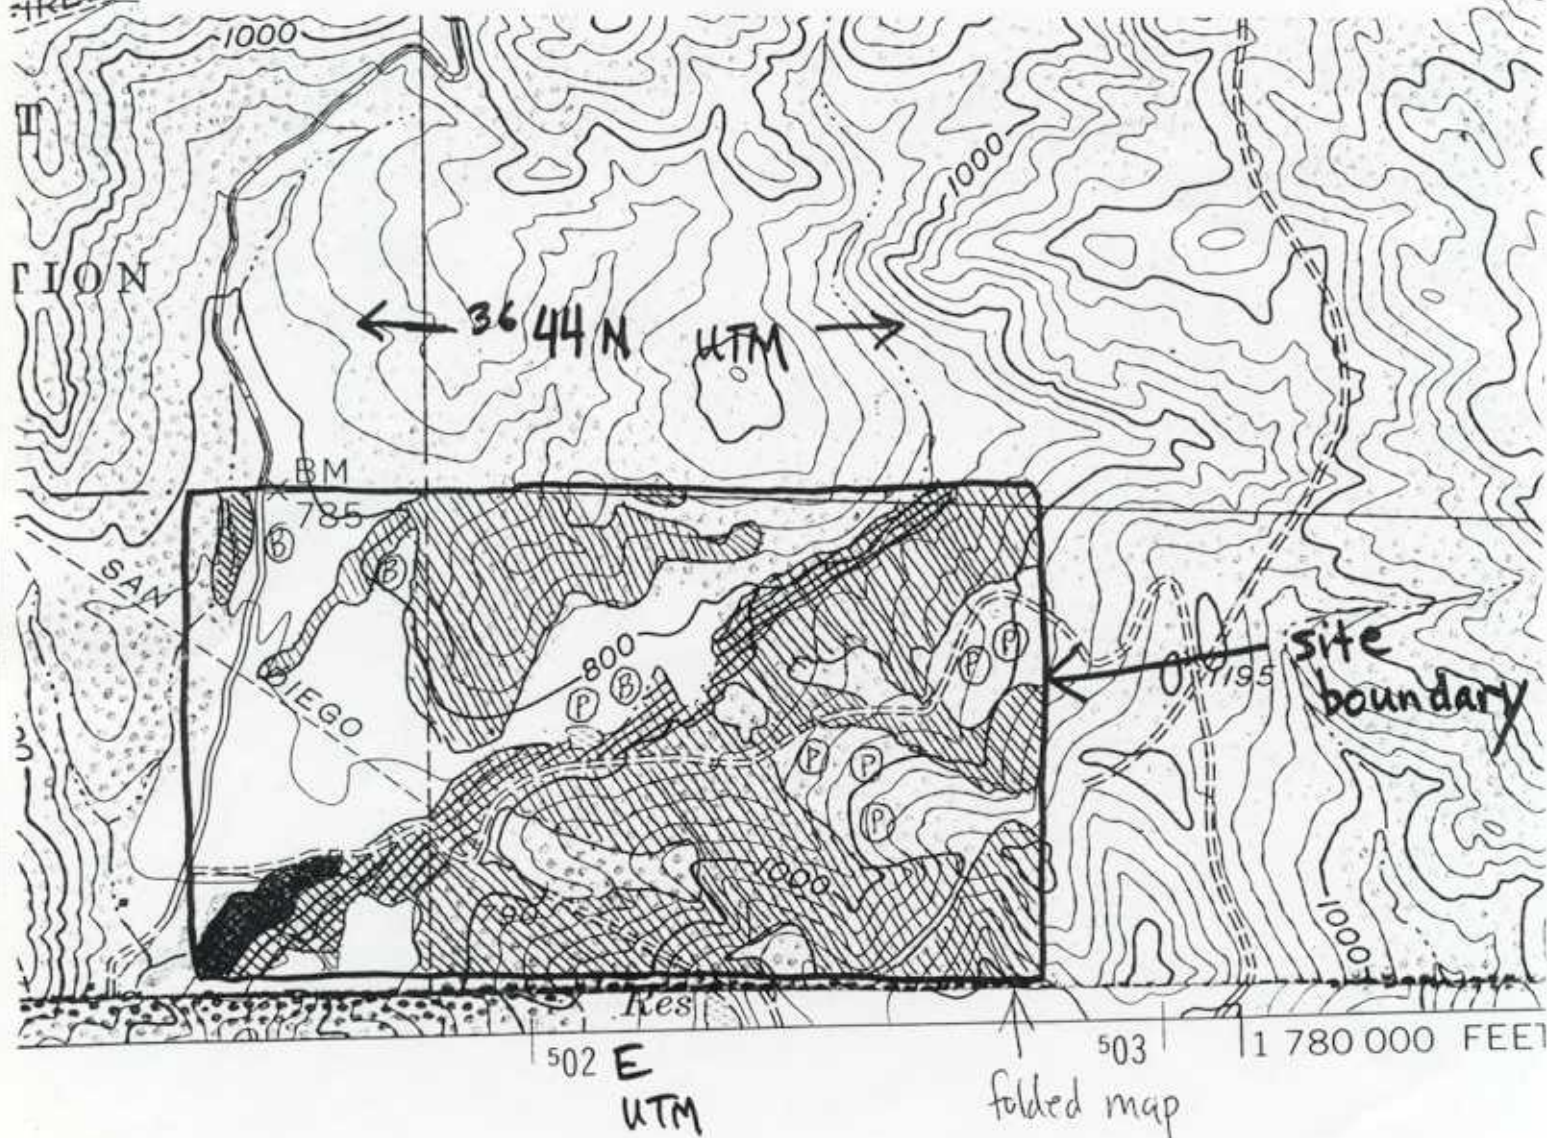 1000
T
1000
TION
36 44 N UTM
BM
785
B
B
SAN DIEGO
800
P B
P P
site
boundary
1195
P P
P
1000
1000
Res
502 E
UTM
503
1 780 000 FEET
folded map